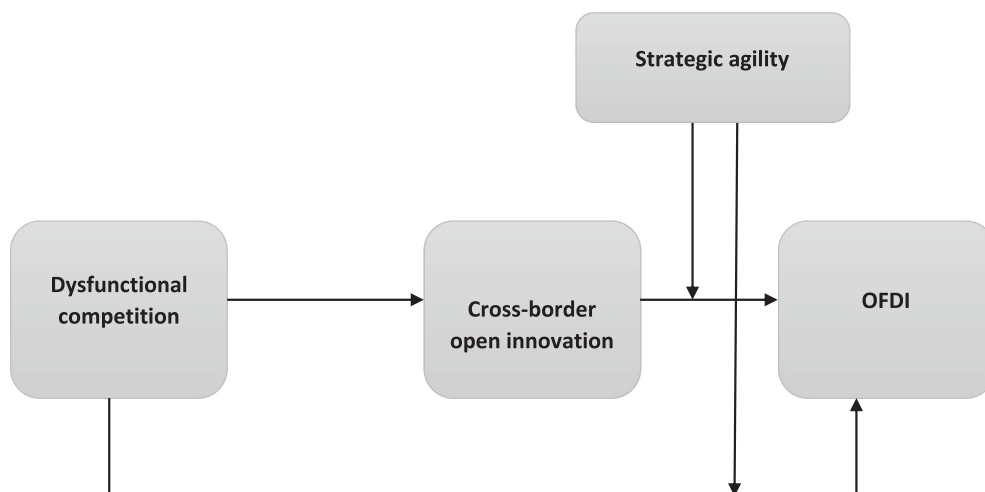 Strategic agility
Dysfunctional
competition
Cross-border
open innovation
OFDI